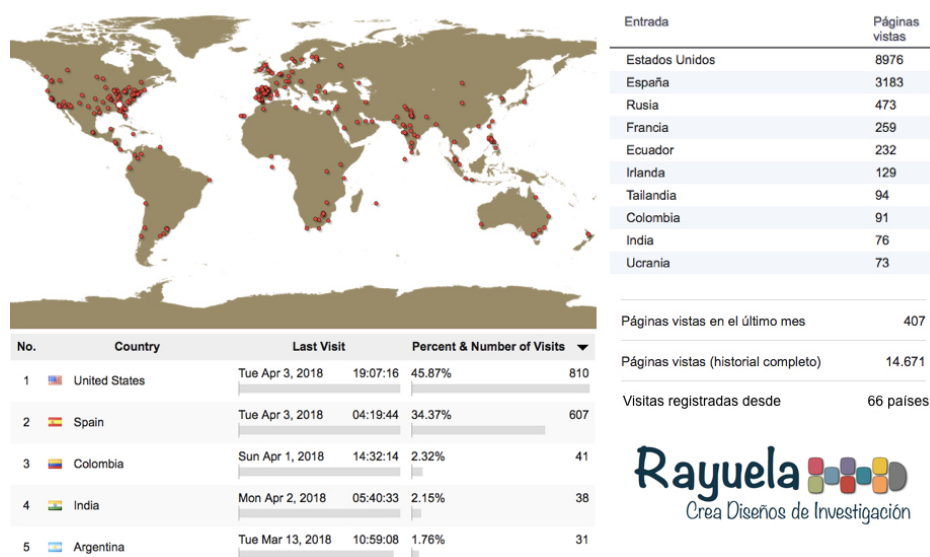 Entrada Páginas
vistas
Estados Unidos 8976
España 3183
Rusia 473
Francia 259
Ecuador 232
Irlanda 129
Tailandia 94
Colombia 91
India 76
Ucrania 73
Páginas vistas en el último mes 407
Páginas vistas (historial completo) 14.671
Visitas registradas desde 66 países
No. Country Last Visit Percent & Number of Visits
1 United States Tue Apr 3, 2018 19:07:16 45.87% 810
2 Spain Tue Apr 3, 2018 04:19:44 34.37% 607
3 Colombia Sun Apr 1, 2018 14:32:14 2.32% 41
4 India Mon Apr 2, 2018 05:40:33 2.15% 38
5 Argentina Tue Mar 13, 2018 10:59:08 1.76% 31
Rayuela
Crea Diseños de Investigación